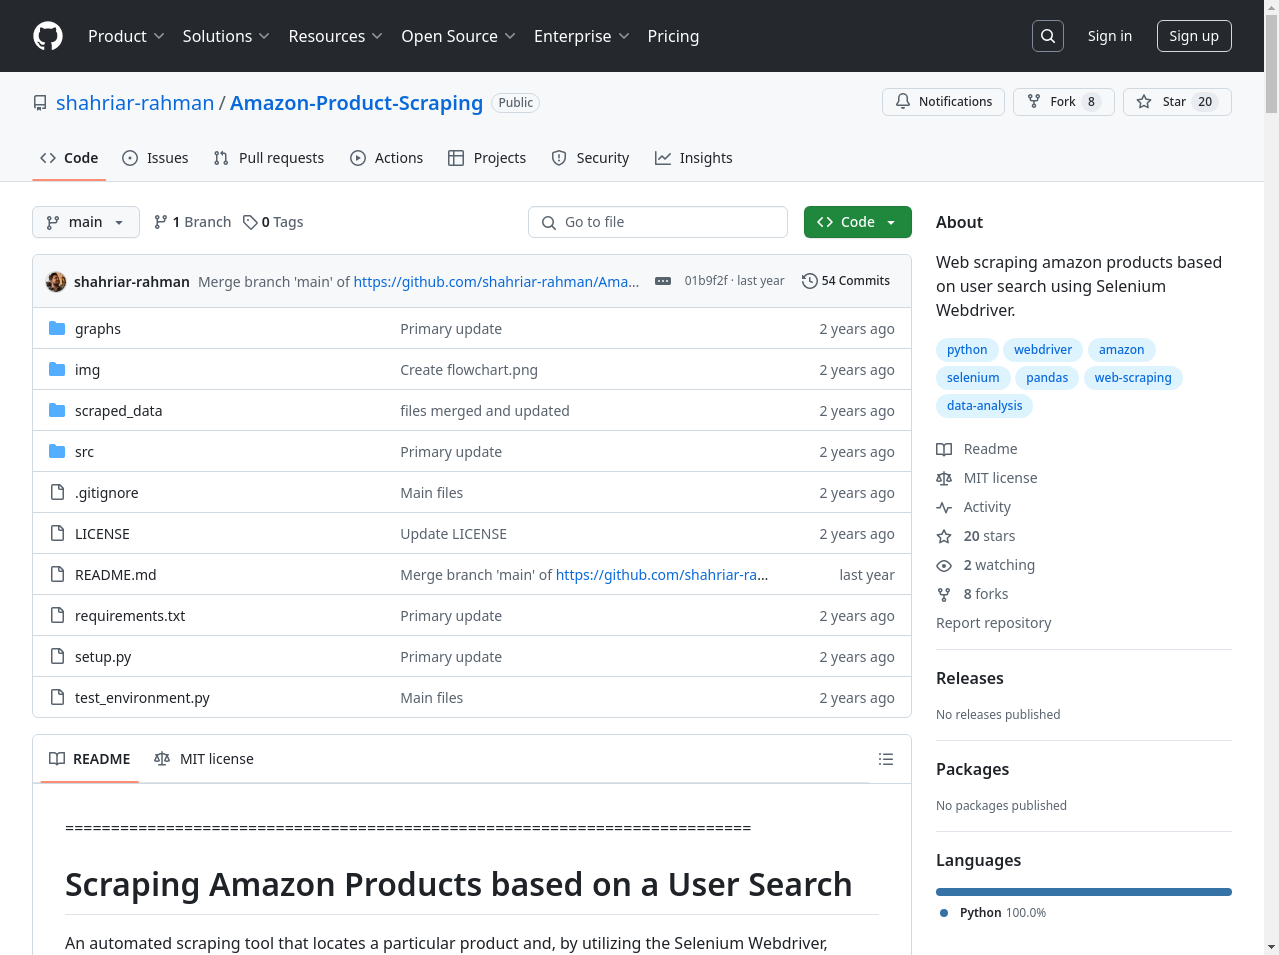 Product Solutions Resources Open Source Enterprise Pricing Sign in Sign up
shahriar-rahman / Amazon-Product-Scraping Public Notifications Fork 8 Star 20
Code Issues Pull requests Actions Projects Security Insights
main 1 Branch 0 Tags Go to file Code
shahriar-rahman Merge branch 'main' of https://github.com/shahriar-rahman/Ama... 01b9f2f · last year 54 Commits
graphs Primary update 2 years ago
img Create flowchart.png 2 years ago
scraped_data files merged and updated 2 years ago
src Primary update 2 years ago
.gitignore Main files 2 years ago
LICENSE Update LICENSE 2 years ago
README.md Merge branch 'main' of https://github.com/shahriar-ra... last year
requirements.txt Primary update 2 years ago
setup.py Primary update 2 years ago
test_environment.py Main files 2 years ago
README MIT license
===========================================================================
Scraping Amazon Products based on a User Search
An automated scraping tool that locates a particular product and, by utilizing the Selenium Webdriver,
About
Web scraping amazon products based
on user search using Selenium
Webdriver.
python webdriver amazon
selenium pandas web-scraping
data-analysis
Readme
MIT license
Activity
20 stars
2 watching
8 forks
Report repository
Releases
No releases published
Packages
No packages published
Languages
Python 100.0%